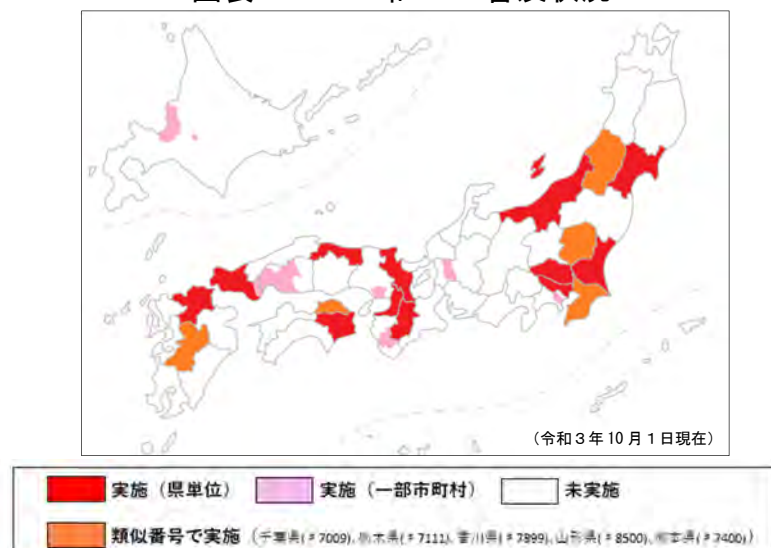 （令和３年10月１日現在）
実施（県単位） 実施（一部市町村） 未実施
類似番号で実施（千葉県(♯7009)、栃木県(♯7111)、香川県(♯7899)、山形県(♯8500)、熊本県(♯7400)）